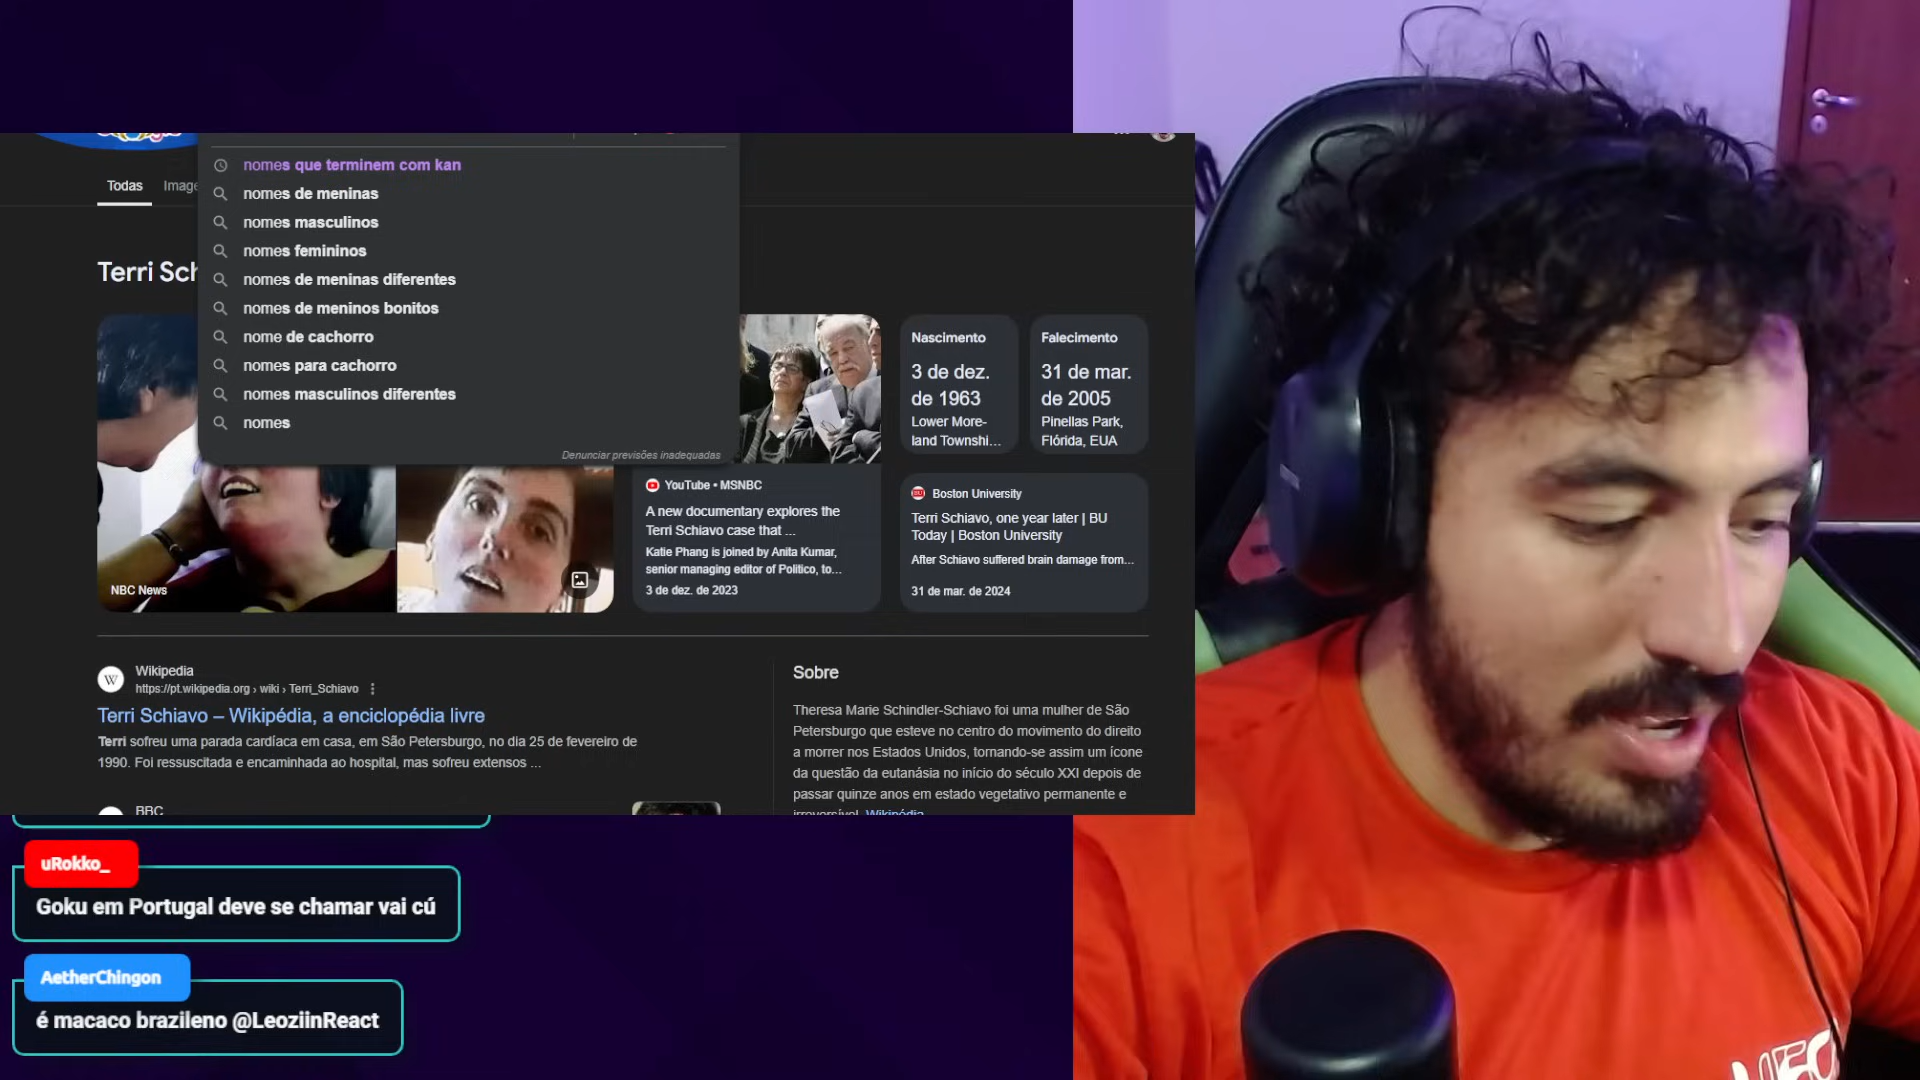 Todas
Image
nomes que terminem com kan
nomes de meninas
nomes masculinos
nomes femininos
nomes de meninas diferentes
nomes de meninos bonitos
nome de cachorro
nomes para cachorro
nomes masculinos diferentes
nomes
Denunciar previsões inadequadas
Terri Sch
NBC News
YouTube • MSNBC
A new documentary explores the
Terri Schiavo case that ...
Katie Phang is joined by Anita Kumar,
senior managing editor of Politico, to...
3 de dez. de 2023
Nascimento
3 de dez.
de 1963
Lower More-
land Townshi...
Falecimento
31 de mar.
de 2005
Pinellas Park,
Flórida, EUA
Boston University
Terri Schiavo, one year later | BU
Today | Boston University
After Schiavo suffered brain damage from...
31 de mar. de 2024
W
Wikipedia
https://pt.wikipedia.org › wiki › Terri_Schiavo
Terri Schiavo – Wikipédia, a enciclopédia livre
Terri sofreu uma parada cardíaca em casa, em São Petersburgo, no dia 25 de fevereiro de
1990. Foi ressuscitada e encaminhada ao hospital, mas sofreu extensos ...
BBC
Sobre
Theresa Marie Schindler-Schiavo foi uma mulher de São
Petersburgo que esteve no centro do movimento do direito
a morrer nos Estados Unidos, tornando-se assim um ícone
da questão da eutanásia no início do século XXI depois de
passar quinze anos em estado vegetativo permanente e
irreversível. Wikipédia
uRokko_
Goku em Portugal deve se chamar vai cú
AetherChingon
é macaco brazileno @LeoziinReact